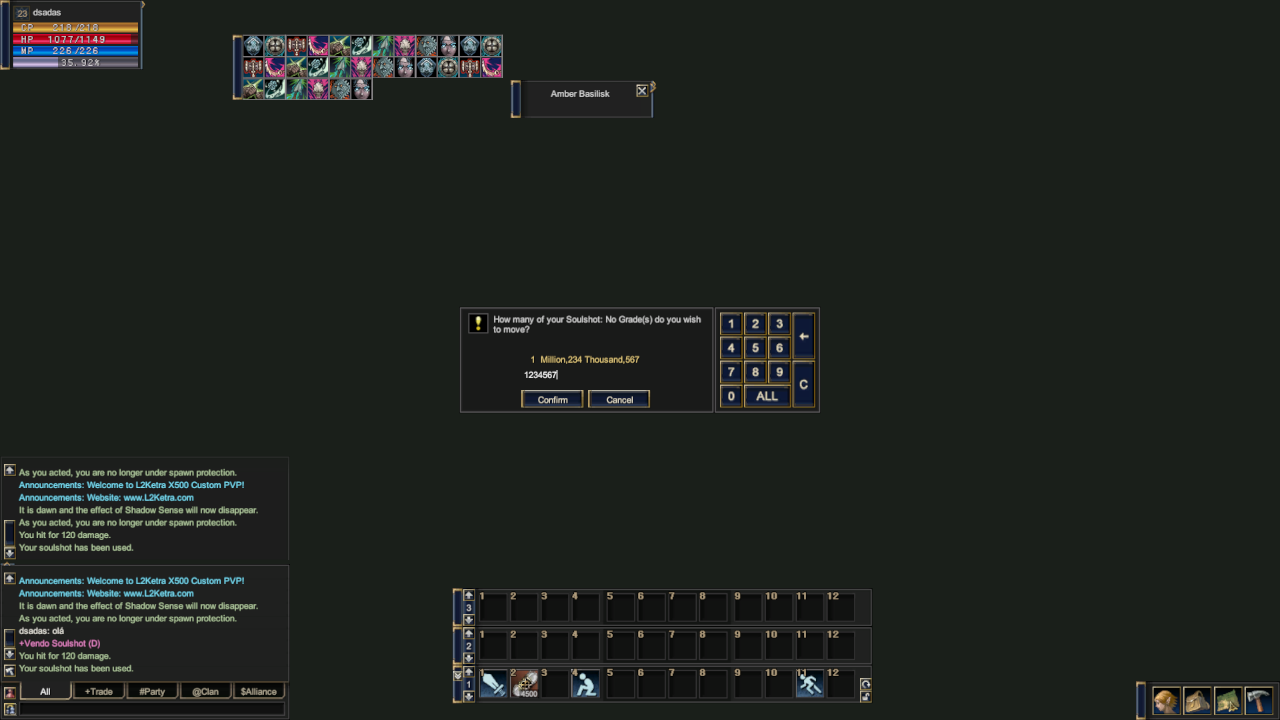 23 dsadas
CP 218/218
HP 1077/1149
MP 226/226
35.92%
Amber Basilisk
How many of your Soulshot: No Grade(s) do you wish
to move?
1 Million,234 Thousand,567
1234567
Confirm Cancel
1 2 3
4 5 6
7 8 9 C
0 ALL
As you acted, you are no longer under spawn protection.
Announcements: Welcome to L2Ketra X500 Custom PVP!
Announcements: Website: www.L2Ketra.com
It is dawn and the effect of Shadow Sense will now disappear.
As you acted, you are no longer under spawn protection.
You hit for 120 damage.
Your soulshot has been used.
Announcements: Welcome to L2Ketra X500 Custom PVP!
Announcements: Website: www.L2Ketra.com
It is dawn and the effect of Shadow Sense will now disappear.
As you acted, you are no longer under spawn protection.
dsadas: olá
+Vendo Soulshot (D)
You hit for 120 damage.
Your soulshot has been used.
All +Trade #Party @Clan $Alliance
3 1 2 3 4 5 6 7 8 9 10 11 12
2 1 2 3 4 5 6 7 8 9 10 11 12
1 1 2 3 4 5 6 7 8 9 10 11 12
4500